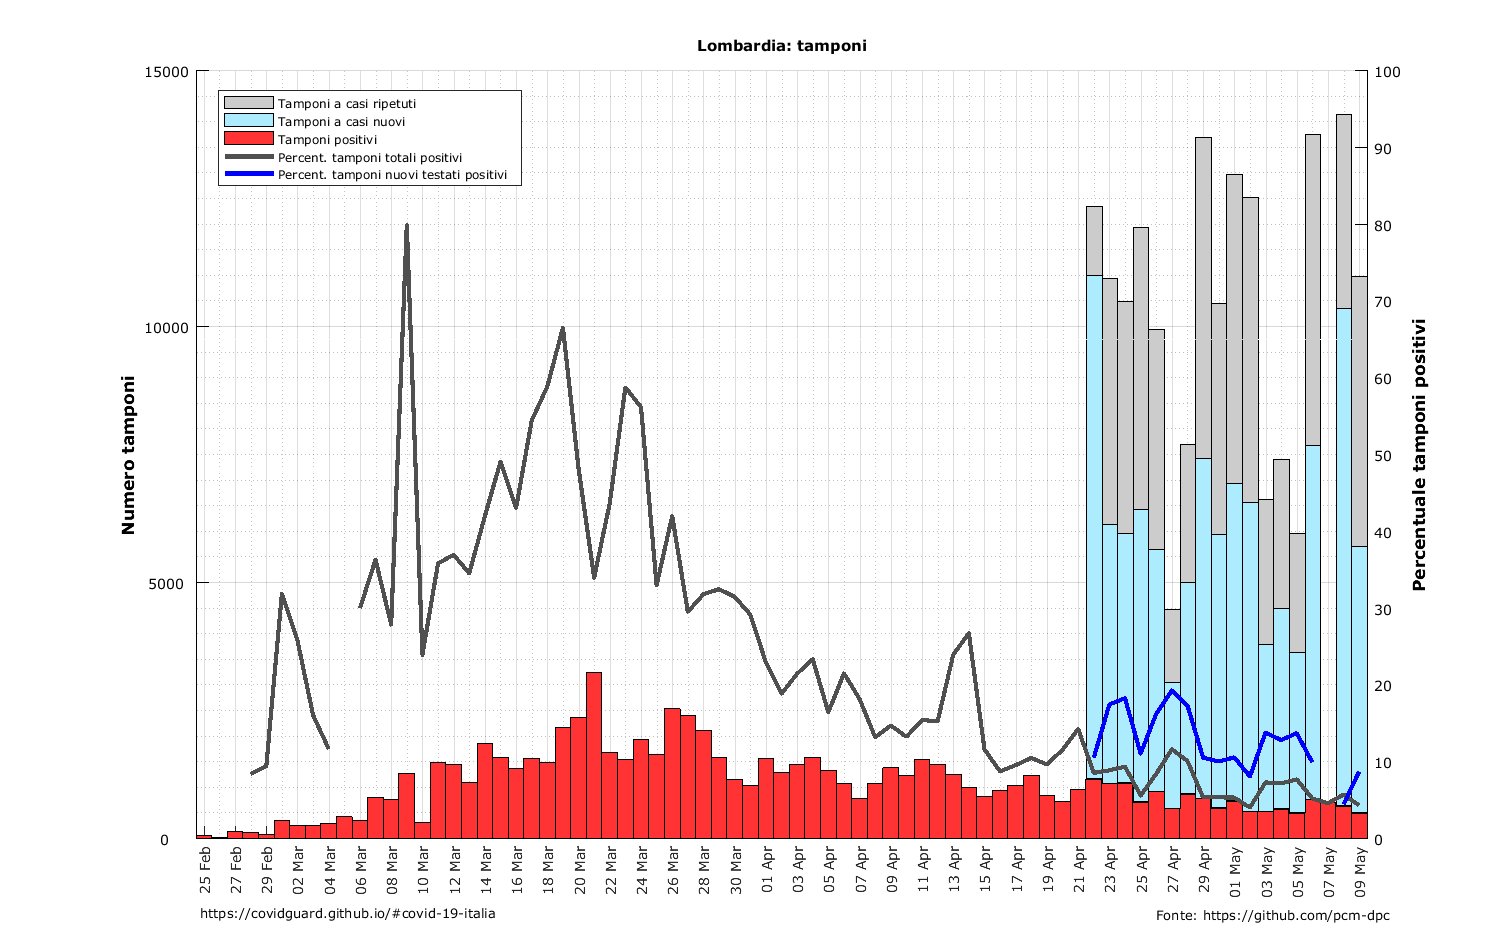 Lombardia: tamponi
15000
10000
5000
0
Numero tamponi
Tamponi a casi ripetuti
Tamponi a casi nuovi
Tamponi positivi
Percent. tamponi totali positivi
Percent. tamponi nuovi testati positivi
100
90
80
70
60
50
40
30
20
10
0
Percentuale tamponi positivi
25 Feb
27 Feb
29 Feb
02 Mar
04 Mar
06 Mar
08 Mar
10 Mar
12 Mar
14 Mar
16 Mar
18 Mar
20 Mar
22 Mar
24 Mar
26 Mar
28 Mar
30 Mar
01 Apr
03 Apr
05 Apr
07 Apr
09 Apr
11 Apr
13 Apr
15 Apr
17 Apr
19 Apr
21 Apr
23 Apr
25 Apr
27 Apr
29 Apr
01 May
03 May
05 May
07 May
09 May
https://covidguard.github.io/#covid-19-italia
Fonte: https://github.com/pcm-dpc